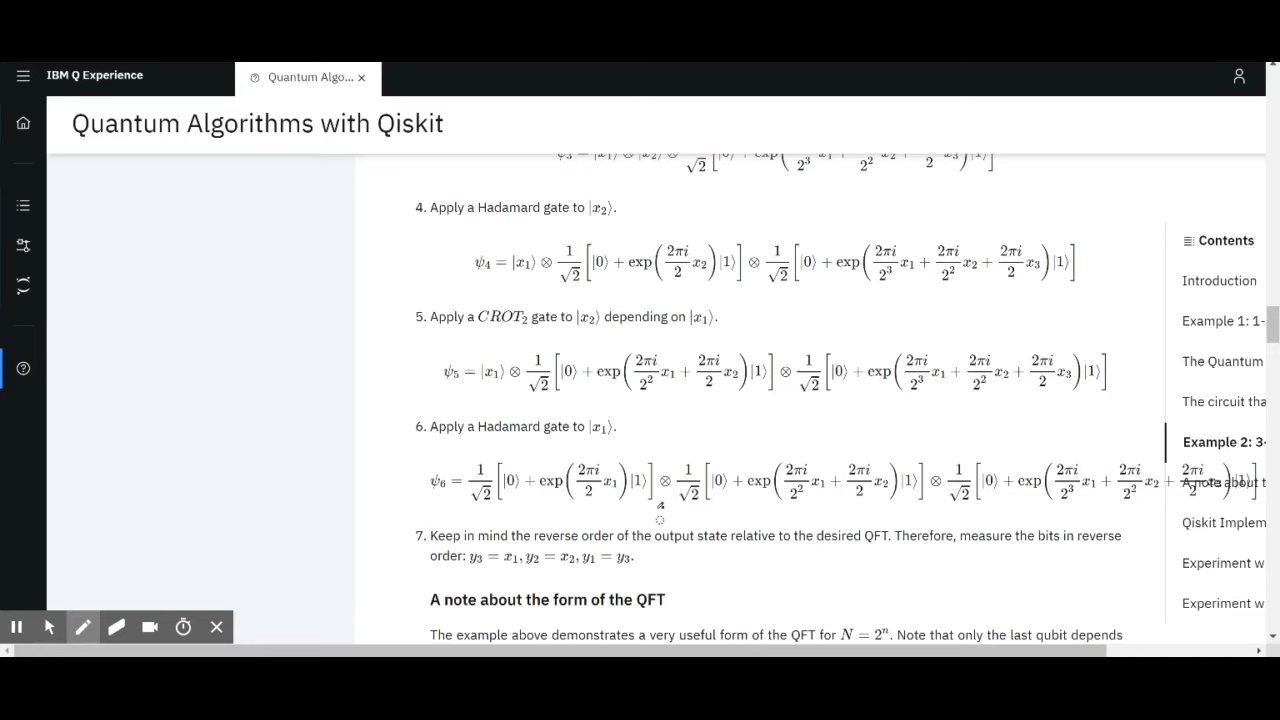 IBM Q Experience
Quantum Algo... ×
Quantum Algorithms with Qiskit
4. Apply a Hadamard gate to |x₂⟩.
ψ₄ = |x₁⟩ ⊗ 1/√2 [|0⟩ + exp(2πi/2 x₂)|1⟩] ⊗ 1/√2 [|0⟩ + exp(2πi/2³ x₁ + 2πi/2² x₂ + 2πi/2 x₃)|1⟩]
5. Apply a CROT₂ gate to |x₂⟩ depending on |x₁⟩.
ψ₅ = |x₁⟩ ⊗ 1/√2 [|0⟩ + exp(2πi/2² x₁ + 2πi/2 x₂)|1⟩] ⊗ 1/√2 [|0⟩ + exp(2πi/2³ x₁ + 2πi/2² x₂ + 2πi/2 x₃)|1⟩]
6. Apply a Hadamard gate to |x₁⟩.
ψ₆ = 1/√2 [|0⟩ + exp(2πi/2 x₁)|1⟩] ⊗ 1/√2 [|0⟩ + exp(2πi/2² x₁ + 2πi/2 x₂)|1⟩] ⊗ 1/√2 [|0⟩ + exp(2πi/2³ x₁ + 2πi/2² x₂ + 2πi/2 x₃)|1⟩]
7. Keep in mind the reverse order of the output state relative to the desired QFT. Therefore, measure the bits in reverse
order: y₃ = x₁, y₂ = x₂, y₁ = y₃.
A note about the form of the QFT
The example above demonstrates a very useful form of the QFT for N = 2ⁿ. Note that only the last qubit depends
Contents
Introduction
Example 1: 1-
The Quantum
The circuit tha
Example 2: 3-
A note about t
Qiskit Implem
Experiment w
Experiment w